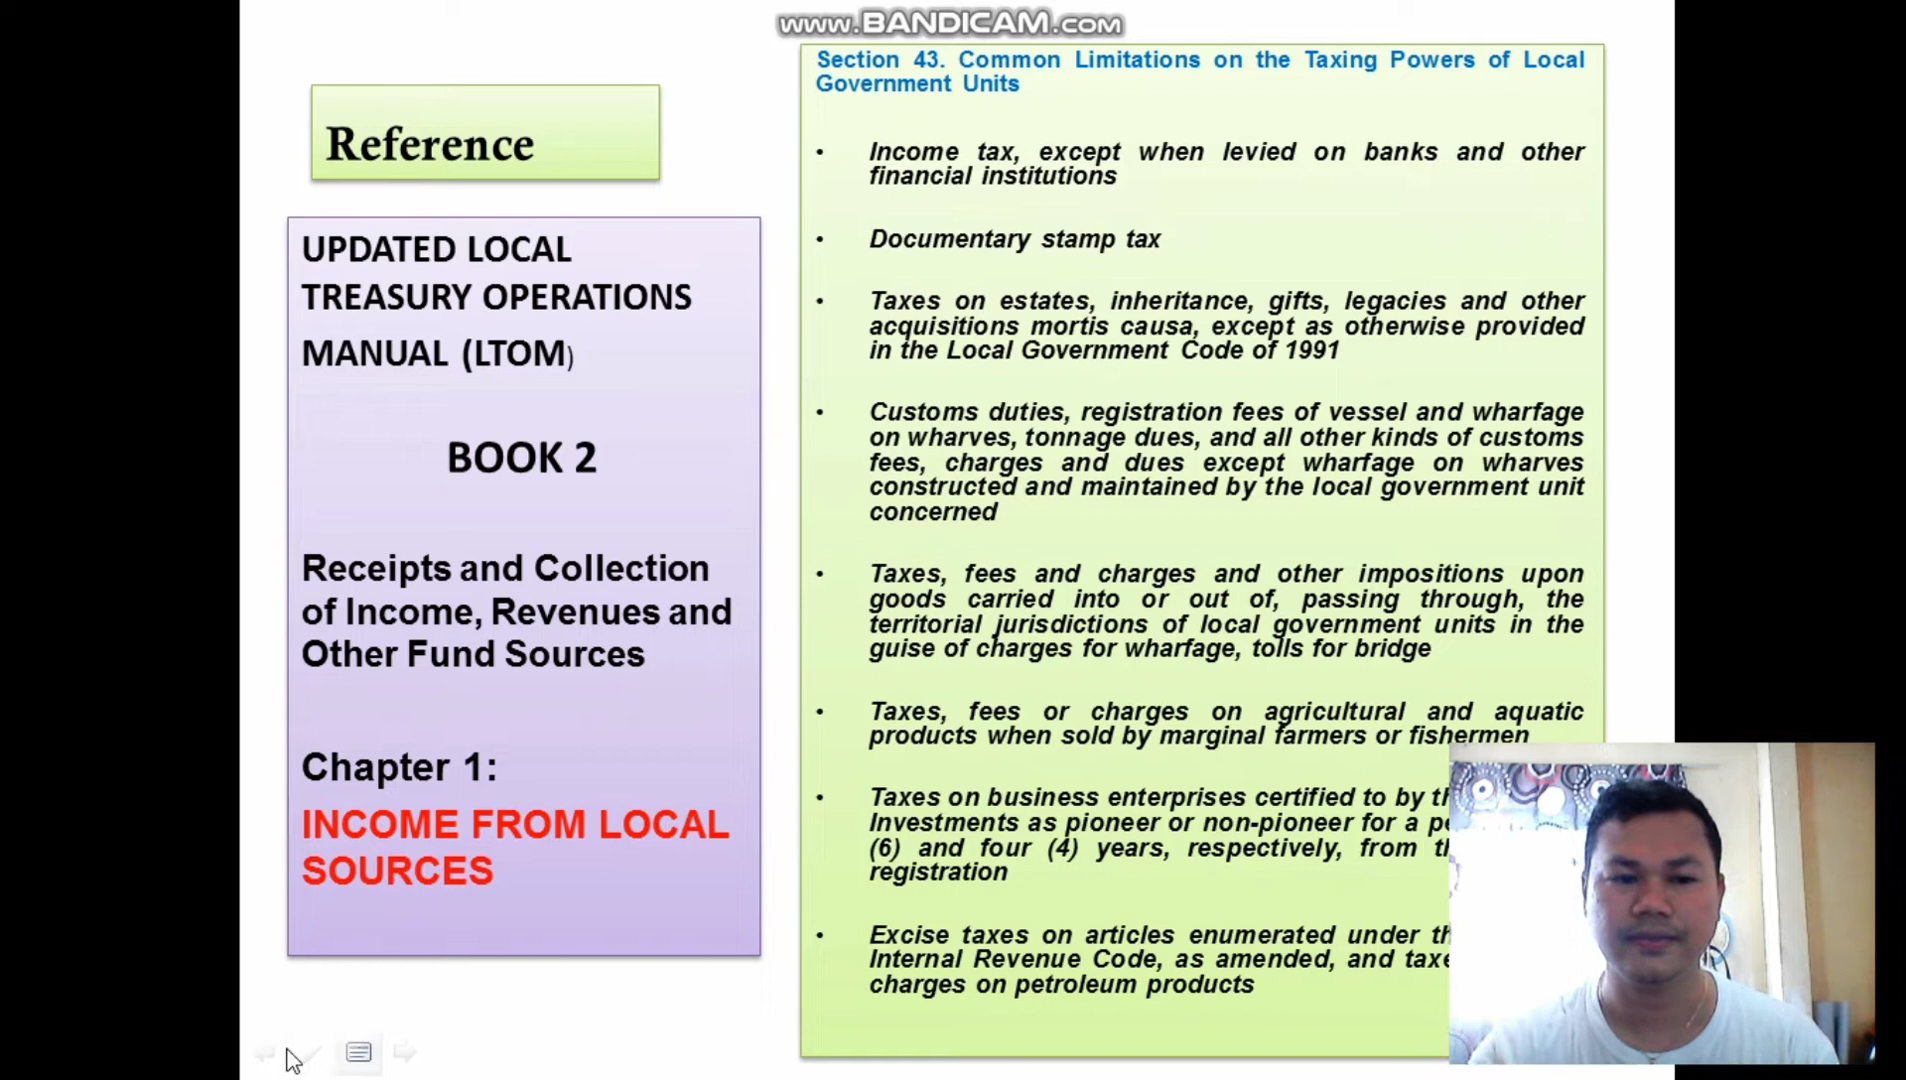 www.BANDICAM.com
Reference
UPDATED LOCAL
TREASURY OPERATIONS
MANUAL (LTOM)
BOOK 2
Receipts and Collection
of Income, Revenues and
Other Fund Sources
Chapter 1:
INCOME FROM LOCAL
SOURCES
Section 43. Common Limitations on the Taxing Powers of Local
Government Units
• Income tax, except when levied on banks and other
financial institutions
• Documentary stamp tax
• Taxes on estates, inheritance, gifts, legacies and other
acquisitions mortis causa, except as otherwise provided
in the Local Government Code of 1991
• Customs duties, registration fees of vessel and wharfage
on wharves, tonnage dues, and all other kinds of customs
fees, charges and dues except wharfage on wharves
constructed and maintained by the local government unit
concerned
• Taxes, fees and charges and other impositions upon
goods carried into or out of, passing through, the
territorial jurisdictions of local government units in the
guise of charges for wharfage, tolls for bridge
• Taxes, fees or charges on agricultural and aquatic
products when sold by marginal farmers or fishermen
• Taxes on business enterprises certified to by
Investments as pioneer or non-pioneer for a
(6) and four (4) years, respectively, from
registration
• Excise taxes on articles enumerated under
Internal Revenue Code, as amended, and
charges on petroleum products